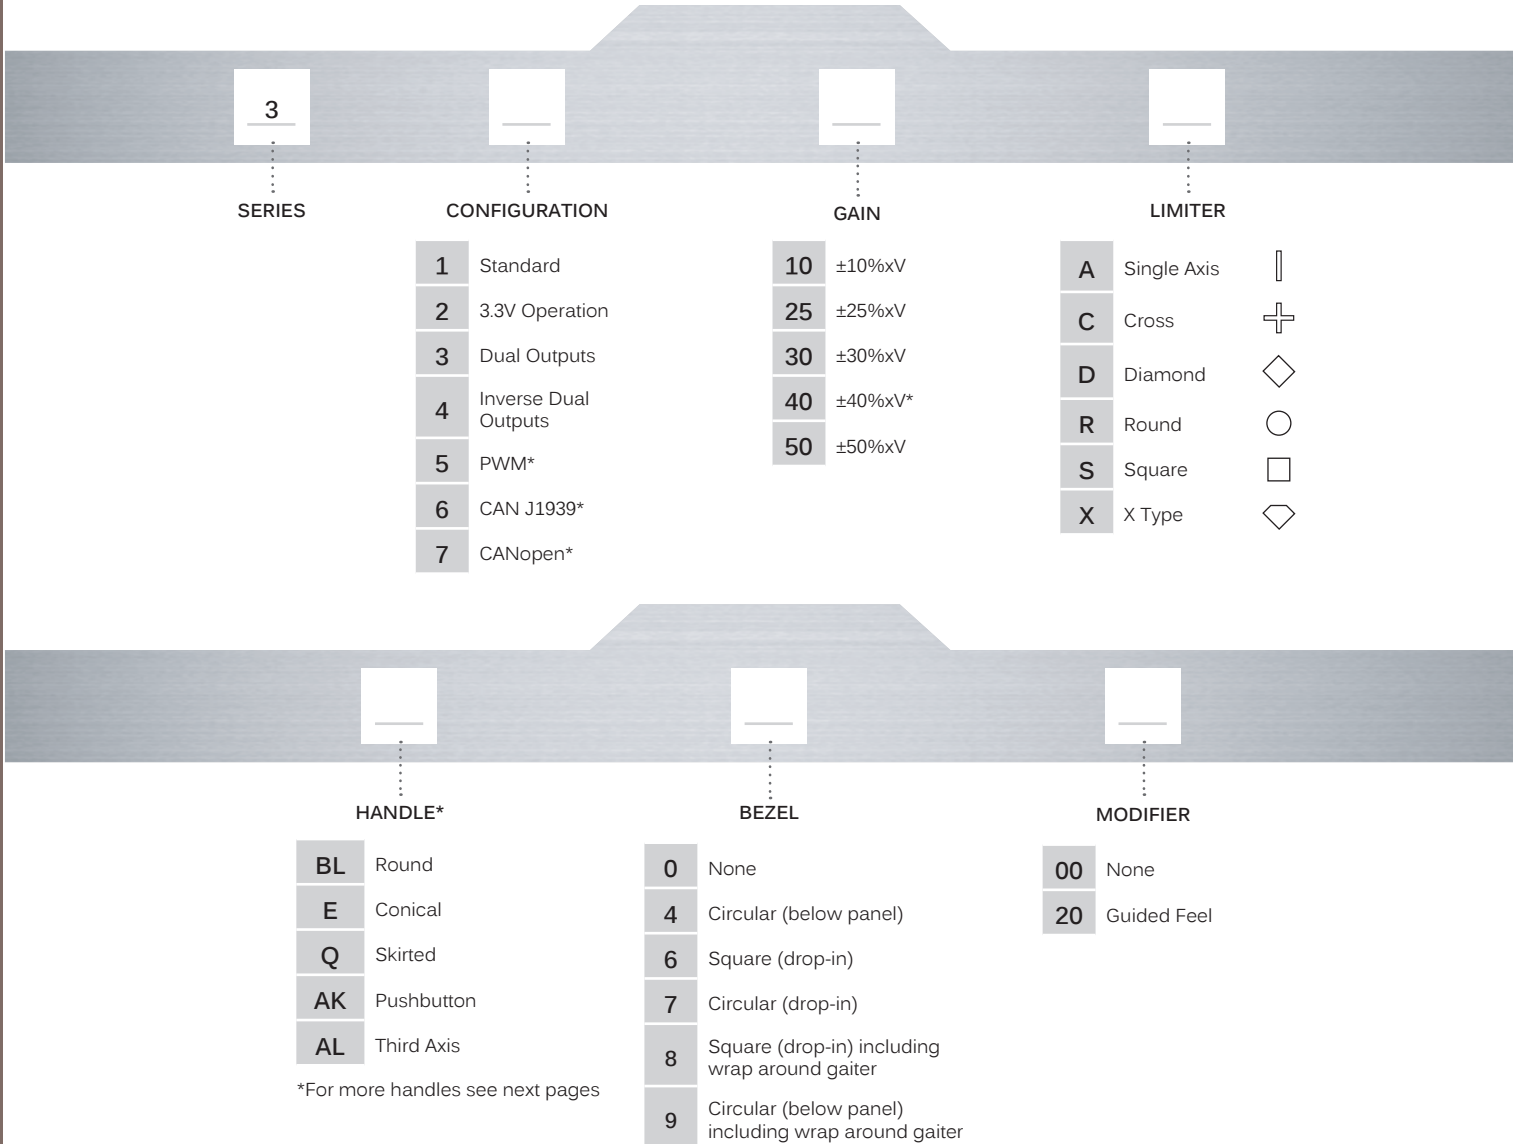 3
SERIES
CONFIGURATION
1 Standard
2 3.3V Operation
3 Dual Outputs
4 Inverse Dual
Outputs
5 PWM*
6 CAN J1939*
7 CANopen*
GAIN
10 ±10%xV
25 ±25%xV
30 ±30%xV
40 ±40%xV*
50 ±50%xV
LIMITER
A Single Axis
C Cross
D Diamond
R Round
S Square
X X Type
HANDLE*
BL Round
E Conical
Q Skirted
AK Pushbutton
AL Third Axis
*For more handles see next pages
BEZEL
0 None
4 Circular (below panel)
6 Square (drop-in)
7 Circular (drop-in)
8 Square (drop-in) including
wrap around gaiter
9 Circular (below panel)
including wrap around gaiter
MODIFIER
00 None
20 Guided Feel